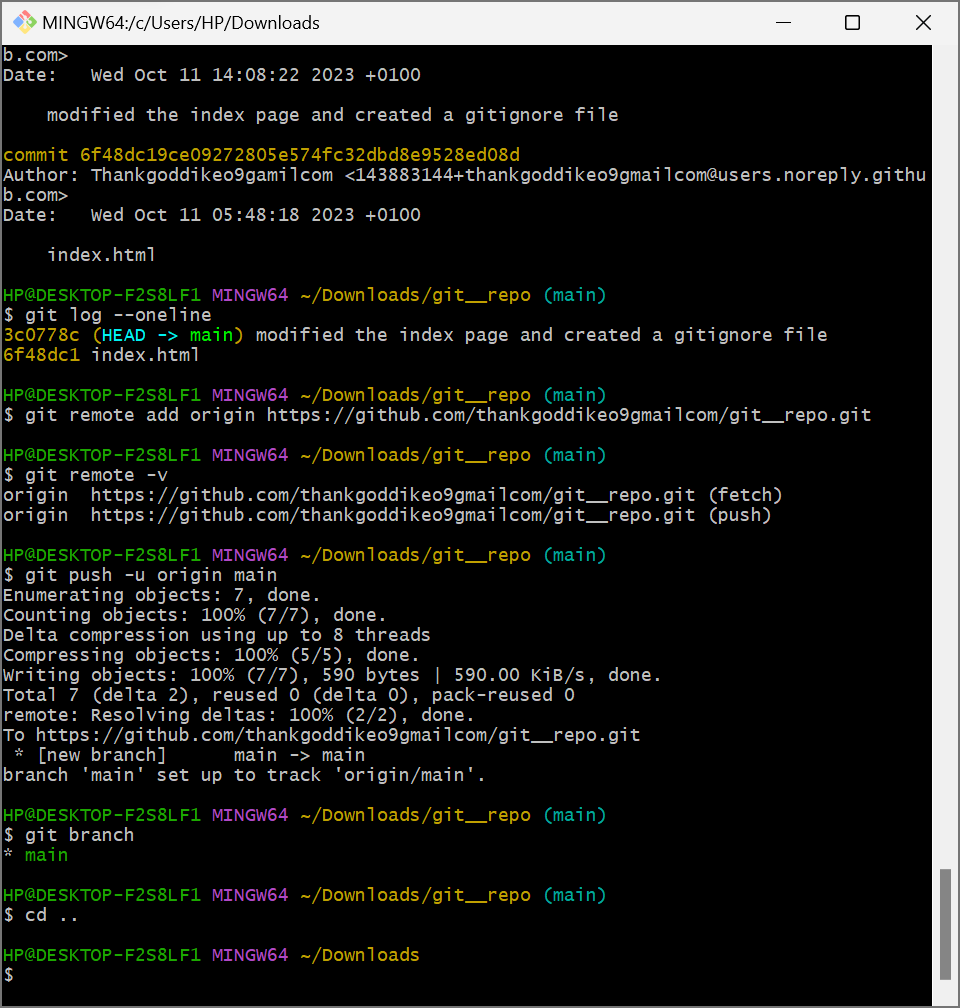 MINGW64:/c/Users/HP/Downloads
b.com>
Date:   Wed Oct 11 14:08:22 2023 +0100
    modified the index page and created a gitignore file
commit 6f48dc19ce09272805e574fc32dbd8e9528ed08d
Author: Thankgoddikeo9gamilcom <143883144+thankgoddikeo9gmailcom@users.noreply.githu
b.com>
Date:   Wed Oct 11 05:48:18 2023 +0100
    index.html
HP@DESKTOP-F2S8LF1 MINGW64 ~/Downloads/git__repo (main)
$ git log --oneline
3c0778c (HEAD -> main) modified the index page and created a gitignore file
6f48dc1 index.html
HP@DESKTOP-F2S8LF1 MINGW64 ~/Downloads/git__repo (main)
$ git remote add origin https://github.com/thankgoddikeo9gmailcom/git__repo.git
HP@DESKTOP-F2S8LF1 MINGW64 ~/Downloads/git__repo (main)
$ git remote -v
origin  https://github.com/thankgoddikeo9gmailcom/git__repo.git (fetch)
origin  https://github.com/thankgoddikeo9gmailcom/git__repo.git (push)
HP@DESKTOP-F2S8LF1 MINGW64 ~/Downloads/git__repo (main)
$ git push -u origin main
Enumerating objects: 7, done.
Counting objects: 100% (7/7), done.
Delta compression using up to 8 threads
Compressing objects: 100% (5/5), done.
Writing objects: 100% (7/7), 590 bytes | 590.00 KiB/s, done.
Total 7 (delta 2), reused 0 (delta 0), pack-reused 0
remote: Resolving deltas: 100% (2/2), done.
To https://github.com/thankgoddikeo9gmailcom/git__repo.git
 * [new branch]      main -> main
branch 'main' set up to track 'origin/main'.
HP@DESKTOP-F2S8LF1 MINGW64 ~/Downloads/git__repo (main)
$ git branch
* main
HP@DESKTOP-F2S8LF1 MINGW64 ~/Downloads/git__repo (main)
$ cd ..
HP@DESKTOP-F2S8LF1 MINGW64 ~/Downloads
$